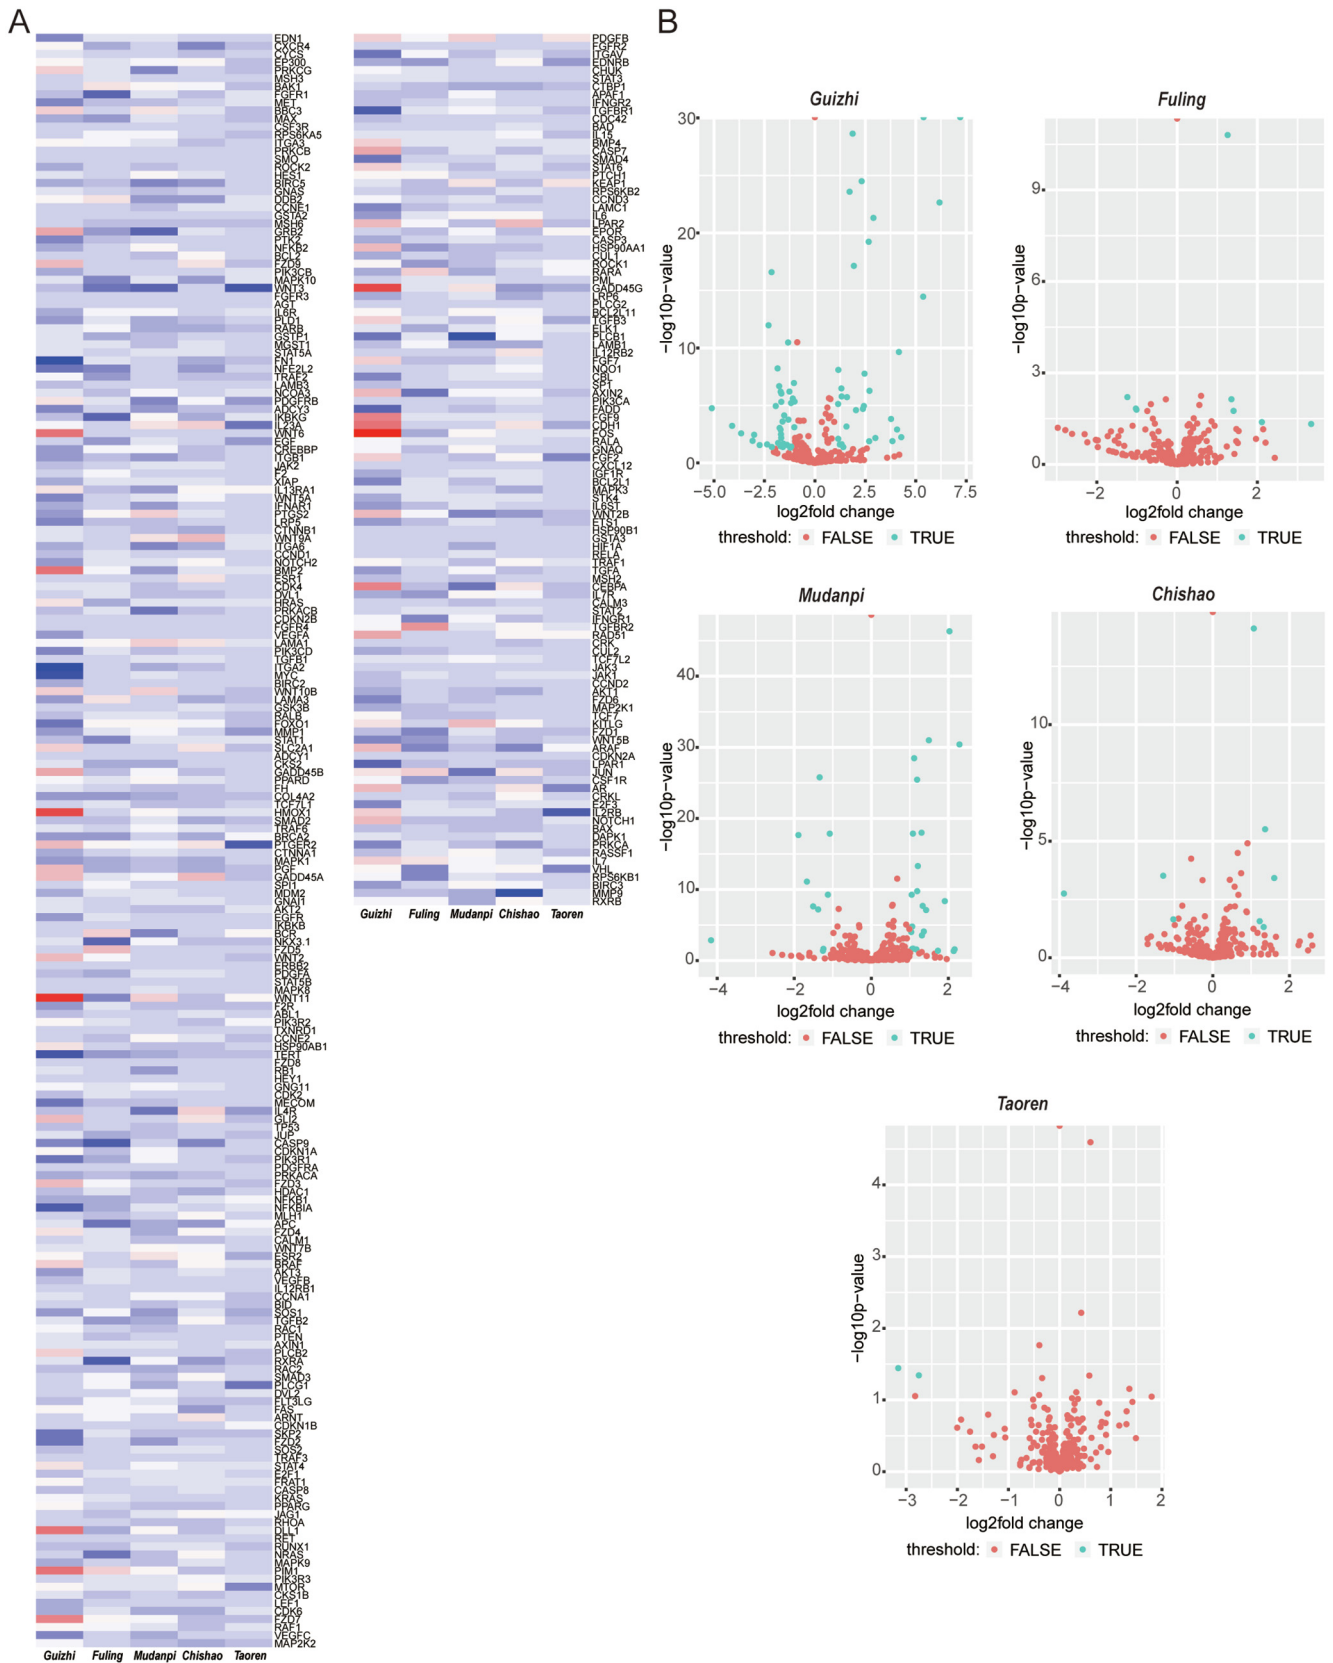 A
EDN1
CXCR4
CYCS
EP300
PRKCG
MSH3
BAK1
FGFR1
MET
BBC3
MAX
CSF3R
RPS6KA5
ITGA3
PRKCB
SMO
ROCK2
HES1
BIRC5
GNAS
DDB2
CCNE1
GSTA2
MSH6
GRB2
PTK2
NFKB2
BCL2
FZD9
PIK3CB
MAPK10
WNT3
FGFR3
AGT
IL6R
PLD1
RARB
GSTP1
MGST1
STAT5A
FN1
NFE2L2
TRAF2
LAMB3
NCOA3
PDGFRB
ADCY3
IKBKG
IL23A
WNT6
EGF
CREBBP
ITGB1
JAK2
F2
XIAP
IL13RA1
WNT5A
IFNAR1
PTGS2
LRP5
CTNNB1
WNT9A
ITGA6
CCND1
NOTCH2
BMP2
ESR1
CDK4
DVL1
HRAS
PRKACB
CDKN2B
FGFR4
VEGFA
LAMA1
PIK3CD
TGFB1
ITGA2
MYC
BIRC2
WNT10B
LAMA3
GSK3B
RALB
FOXO1
MMP1
STAT1
SLC2A1
ADCY1
CKS2
GADD45B
PPARD
FH
COL4A2
TCF7L1
HMOX1
SMAD2
TRAF6
BRCA2
PTGER2
CTNNA1
MAPK1
PGF
GADD45A
SPI1
MDM2
GNAI1
AKT2
EGFR
IKBKB
BCR
NKX3.1
FZD5
WNT2
ERBB2
PDGFA
STAT5B
MAPK8
WNT11
F2R
ABL1
PIK3R2
TXNRD1
CCNE2
HSP90AB1
TERT
FZD8
RB1
HEY1
GNG11
CDK2
MECOM
IL4R
GLI2
TP53
JUP
CASP9
CDKN1A
PIK3R1
PDGFRA
PRKACA
FZD3
HDAC1
NFKB1
NFKBIA
MLH1
APC
FZD4
CALM1
WNT7B
ESR2
BRAF
AKT3
VEGFB
IL12RB1
CCNA1
BID
SOS1
TGFB2
RAC1
PTEN
AXIN1
PLCB2
RXRA
RAC2
SMAD3
PLCG1
DVL2
FLT3LG
FAS
ARNT
CDKN1B
SKP2
FZD2
SOS2
TRAF3
STAT4
E2F1
FRAT1
CASP8
KRAS
PPARG
JAG1
RHOA
DLL1
RET
RUNX1
NRAS
MAPK9
PIM1
PIK3R3
MTOR
CKS1B
LEF1
CDK6
FZD7
RAF1
VEGFC
MAP2K2
Guizhi Fuling Mudanpi Chishao Taoren
PDGFB
FGFR2
ITGAV
EDNRB
CHUK
STAT3
CTBP1
APAF1
IFNGR2
TGFBR1
CDC42
BAD
IL15
BMP4
CASP7
SMAD4
STAT6
PTCH1
KEAP1
RPS6KB2
CCND3
LAMC1
IL6
LPAR2
EPOR
CASP3
HSP90AA1
CUL1
ROCK1
RARA
PML
GADD45G
LRP6
PLCG2
BCL2L11
TGFB3
ELK1
PLCB1
LAMB1
IL12RB2
FGF7
NQO1
CBL
SP1
AXIN2
PIK3CA
FADD
FGF9
CDH1
FOS
RALA
GNAQ
FGF2
CXCL12
IGF1R
BCL2L1
MAPK3
STK4
IL6ST
WNT2B
ETS1
HSP90B1
GSTA3
HIF1A
RELA
TRAF1
TGFA
MSH2
CEBPA
IL7R
CALM3
STAT2
IFNGR1
TGFBR2
RAD51
CRK
CUL2
TCF7L2
JAK3
JAK1
CCND2
AKT1
FZD6
MAP2K1
TCF7
KITLG
FZD1
WNT5B
ARAF
CDKN2A
LPAR1
JUN
CSF1R
AR
CRKL
E2F3
IL2RB
NOTCH1
BAX
DAPK1
PRKCA
RASSF1
IL7
VHL
RPS6KB1
BIRC3
MMP9
RXRB
Guizhi Fuling Mudanpi Chishao Taoren
B
Guizhi
30
20
10
0
−log10p−value
−5.0 −2.5 0.0 2.5 5.0 7.5
log2fold change
threshold: FALSE TRUE
Fuling
9
6
3
0
−log10p−value
−2 0 2
log2fold change
threshold: FALSE TRUE
Mudanpi
40
30
20
10
0
−log10p−value
−4 −2 0 2
log2fold change
threshold: FALSE TRUE
Chishao
10
5
0
−log10p−value
−4 −2 0 2
log2fold change
threshold: FALSE TRUE
Taoren
4
3
2
1
0
−log10p−value
−3 −2 −1 0 1 2
log2fold change
threshold: FALSE TRUE